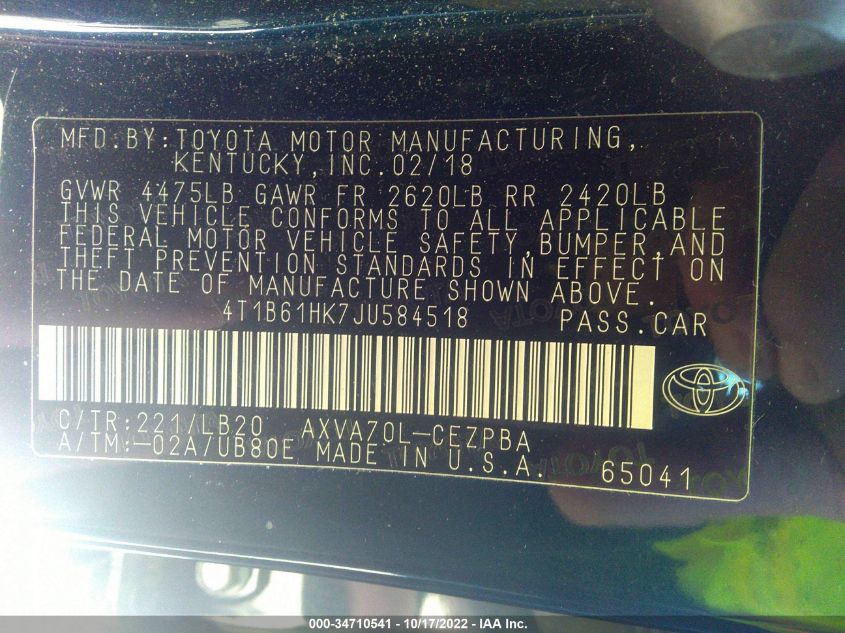 MFD.BY:TOYOTA MOTOR MANUFACTURING,
KENTUCKY,INC.02/18
GVWR 4475LB GAWR FR 2620LB RR 2420LB
THIS VEHICLE CONFORMS TO ALL APPLICABLE
FEDERAL MOTOR VEHICLE SAFETY,BUMPER,AND
THEFT PREVENTION STANDARDS IN EFFECT ON
THE DATE OF MANUFACTURE SHOWN ABOVE.
4T1B61HK7JU584518 PASS.CAR
C/TR:221/LB20 AXVA70L-CEZPBA
A/TM:-02A/UB80E MADE IN U.S.A. 65041
000-34710541 - 10/17/2022 - IAA Inc.